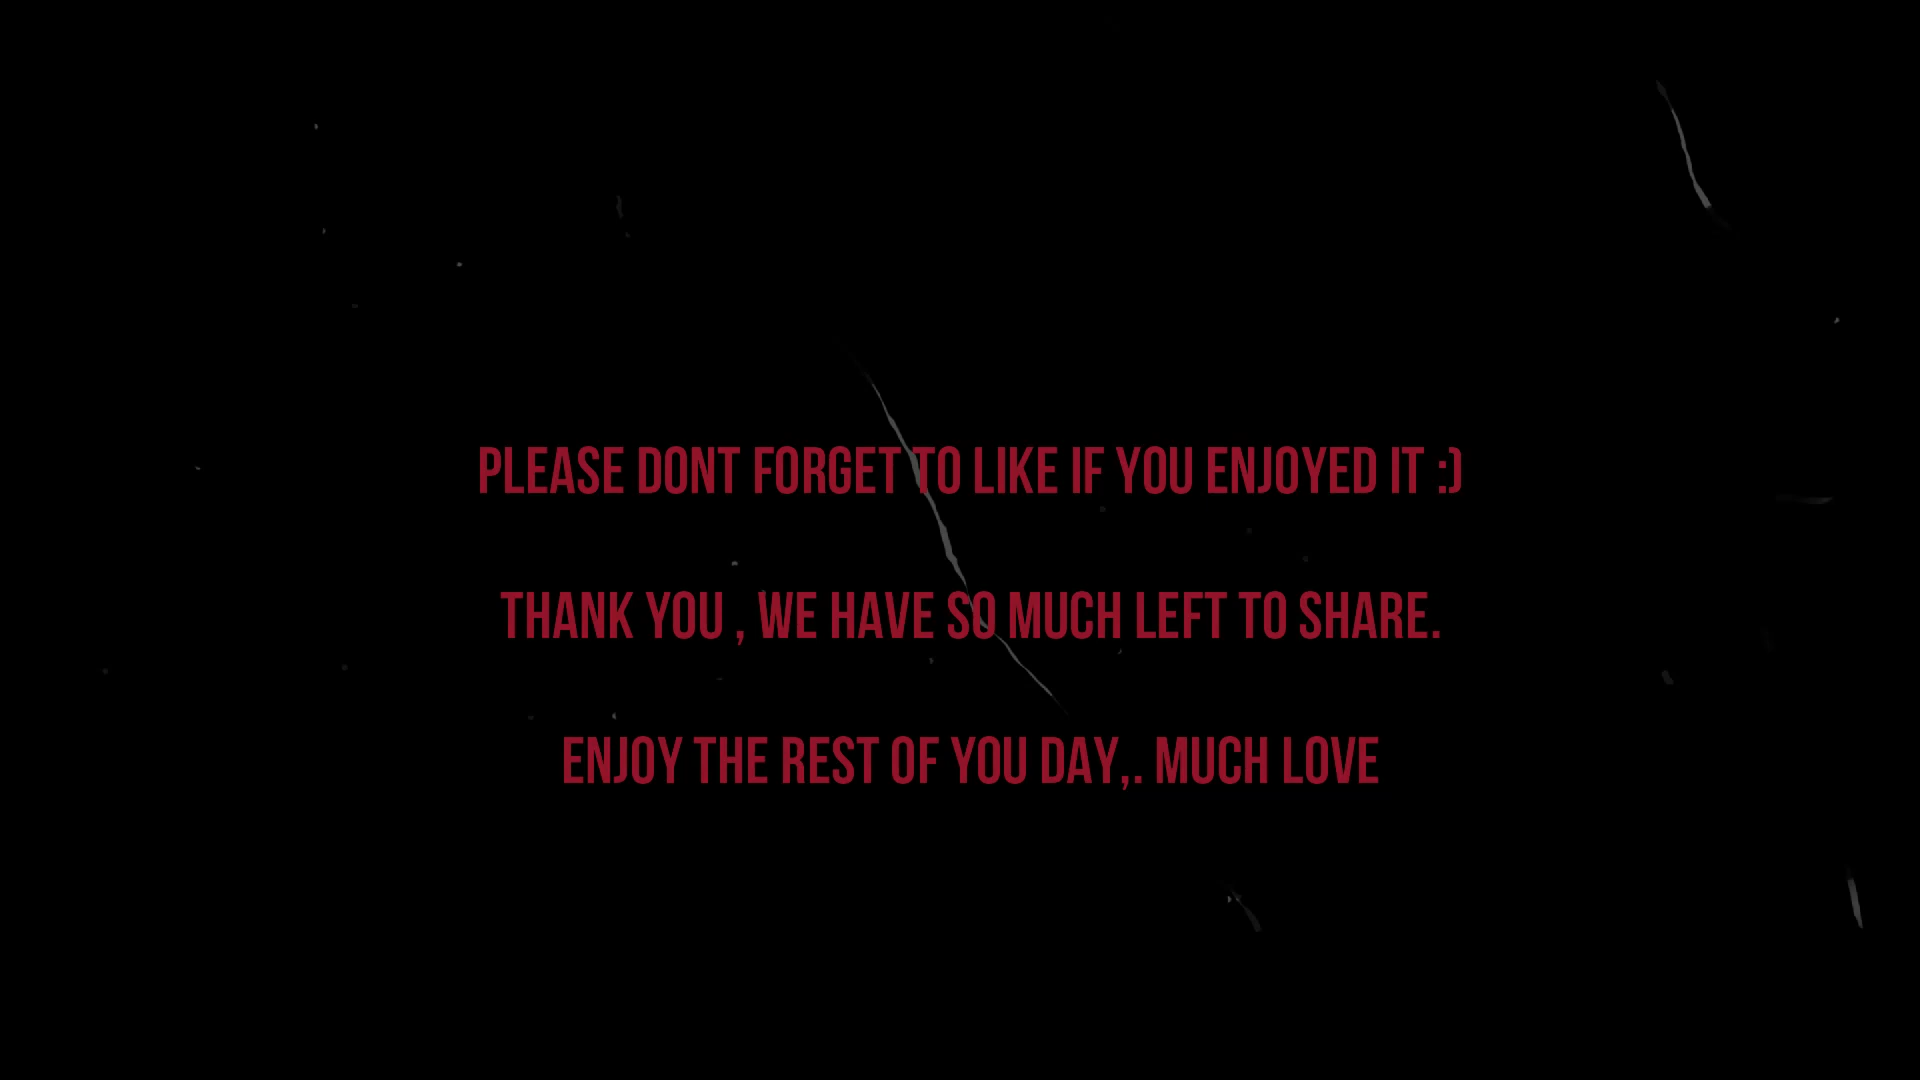 PLEASE DONT FORGET TO LIKE IF YOU ENJOYED IT :)
THANK YOU , WE HAVE SO MUCH LEFT TO SHARE.
ENJOY THE REST OF YOU DAY,. MUCH LOVE